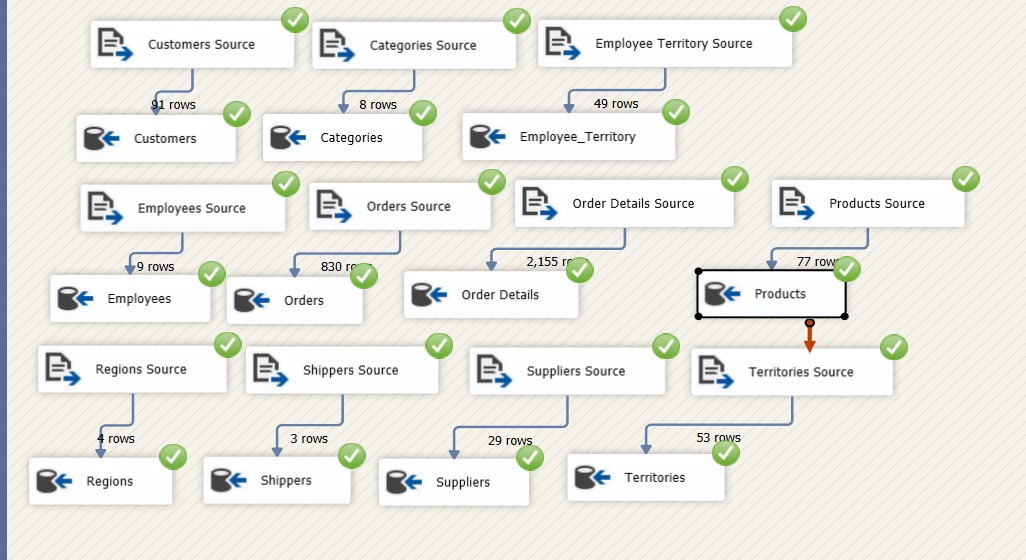 Customers Source
Categories Source
Employee Territory Source
91 rows
8 rows
49 rows
Customers
Categories
Employee_Territory
Employees Source
Orders Source
Order Details Source
Products Source
9 rows
830 rows
2,155 rows
77 rows
Employees
Orders
Order Details
Products
Regions Source
Shippers Source
Suppliers Source
Territories Source
4 rows
3 rows
29 rows
53 rows
Regions
Shippers
Suppliers
Territories